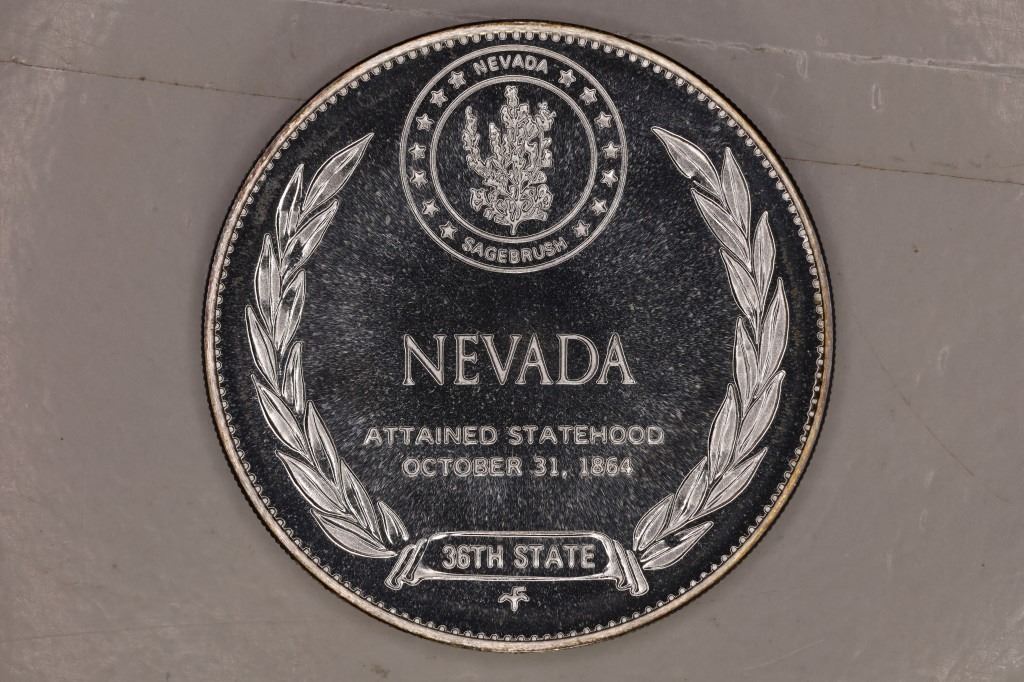 NEVADA
SAGEBRUSH
NEVADA
ATTAINED STATEHOOD
OCTOBER 31, 1864
36TH STATE